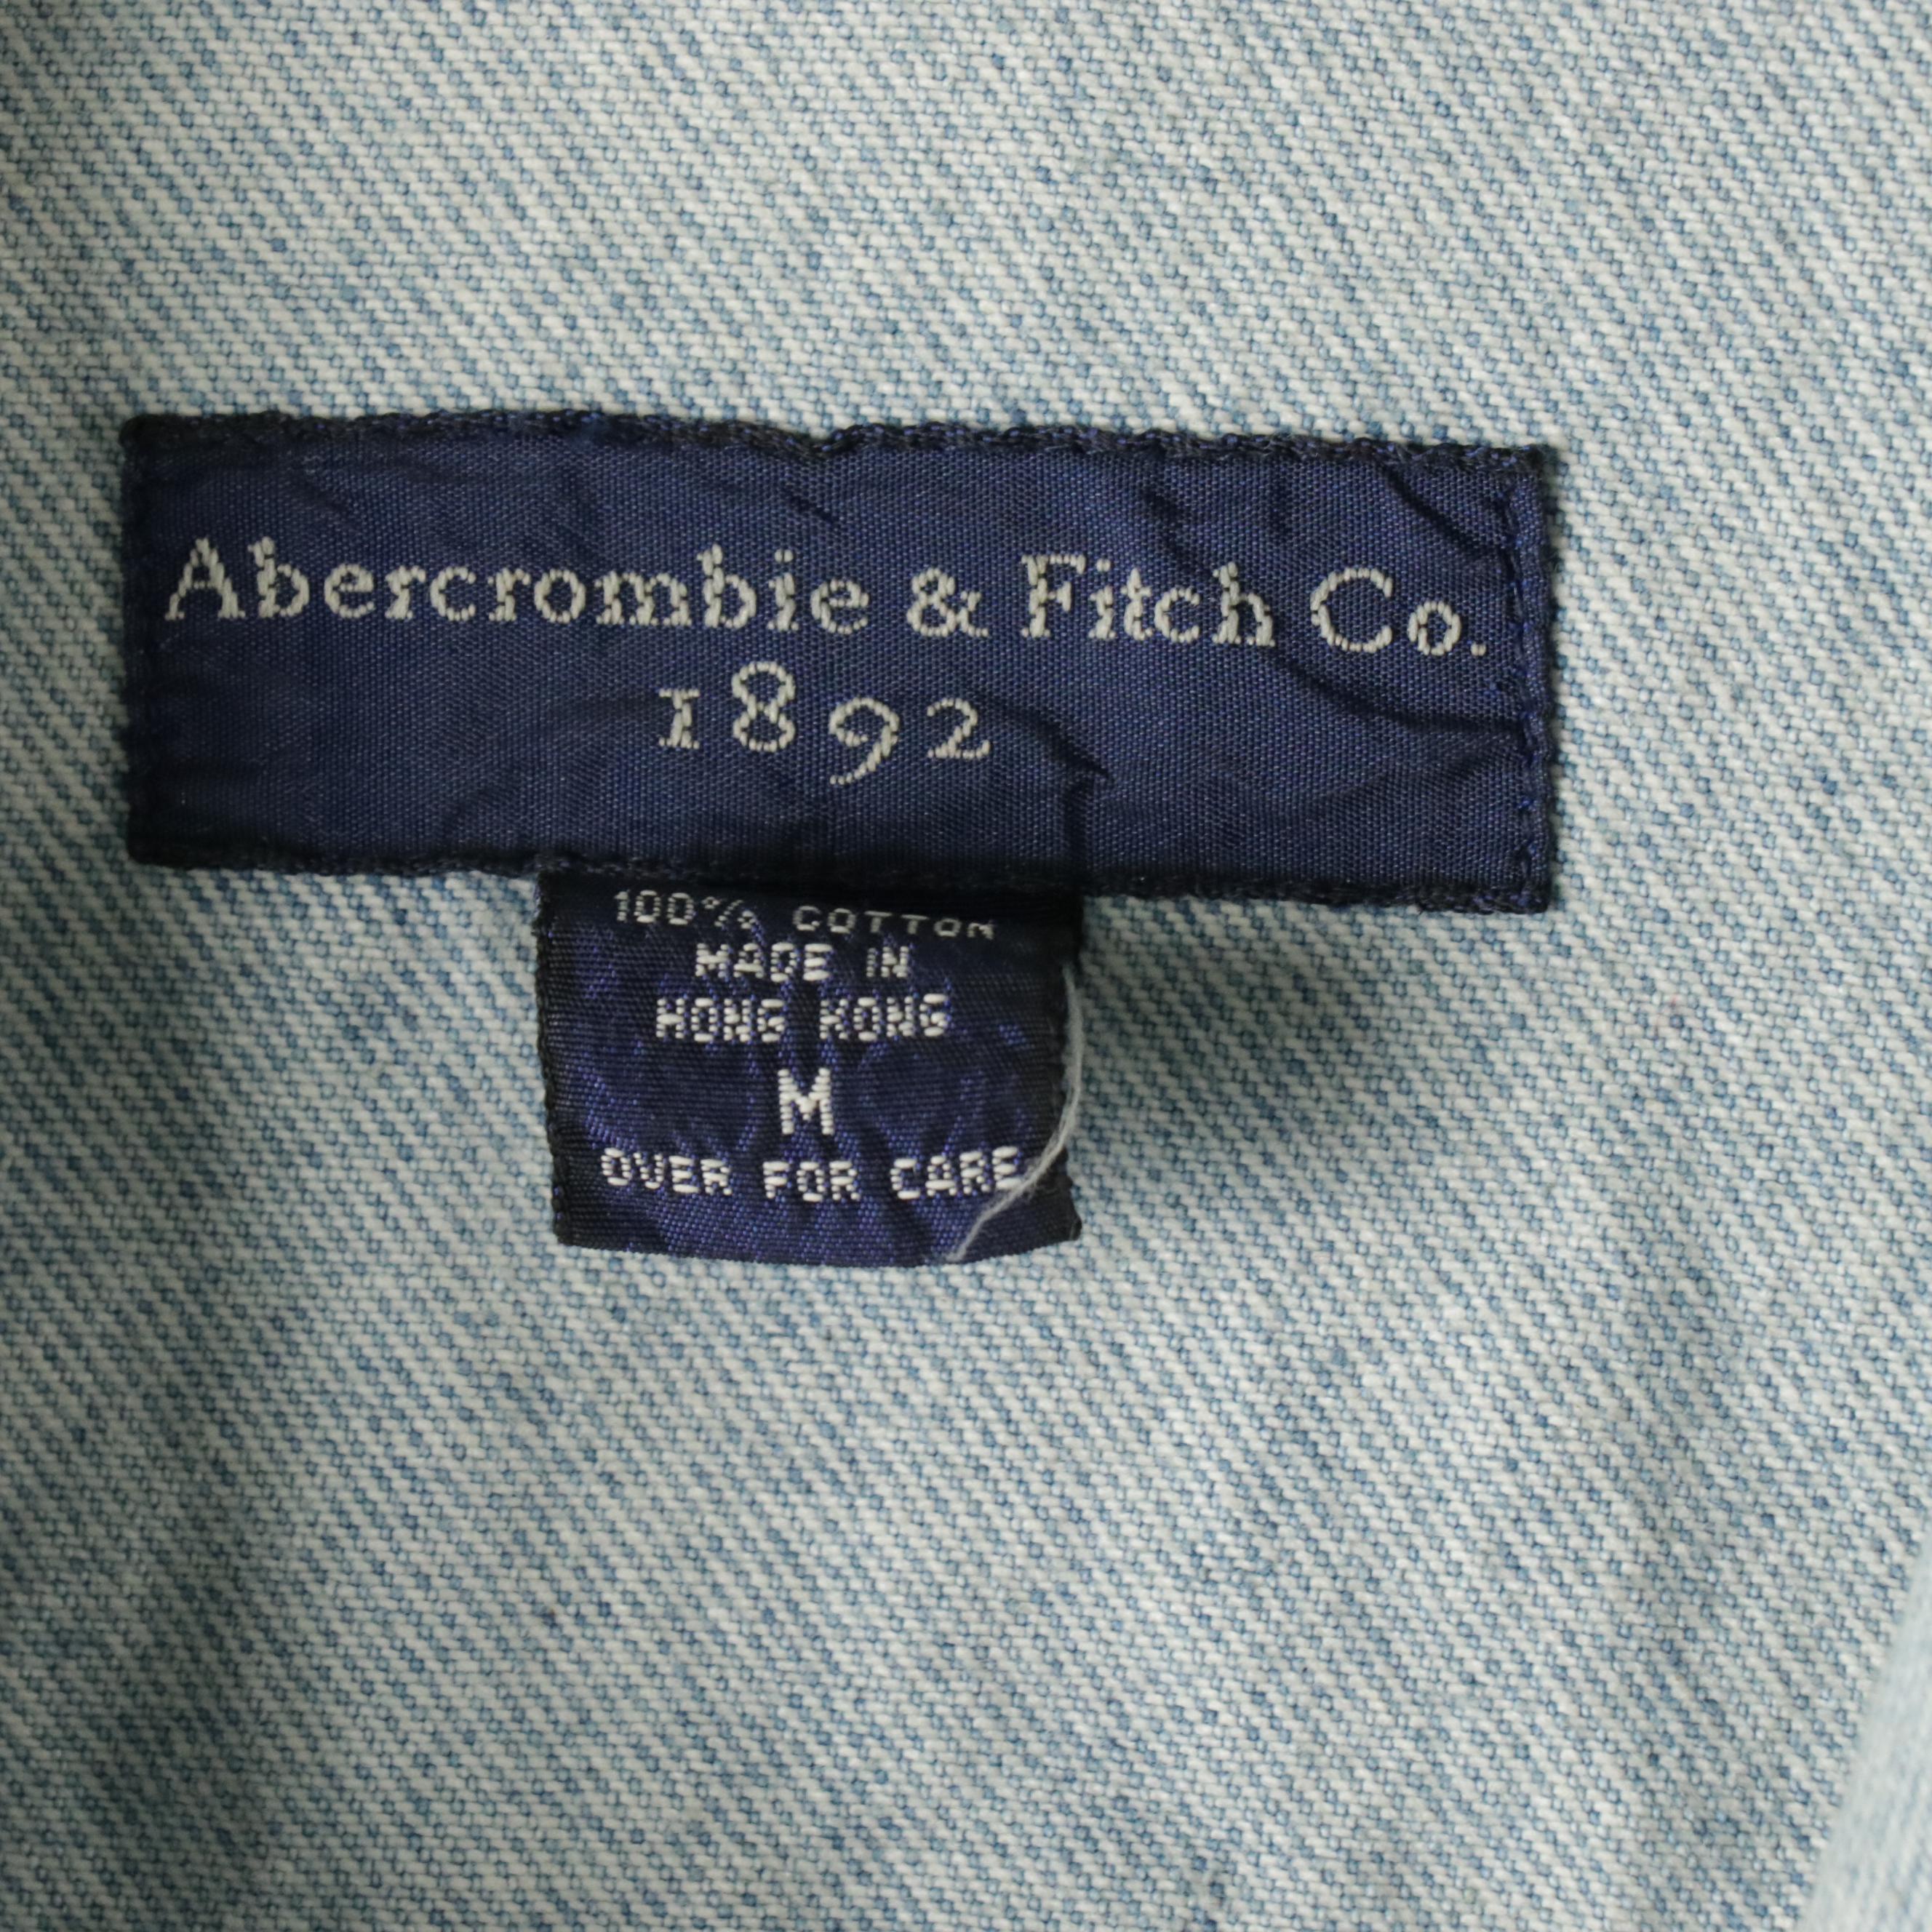 Abercrombie & Fitch Co.
1892
100% COTTON
MADE IN
HONG KONG
M
OVER FOR CARE